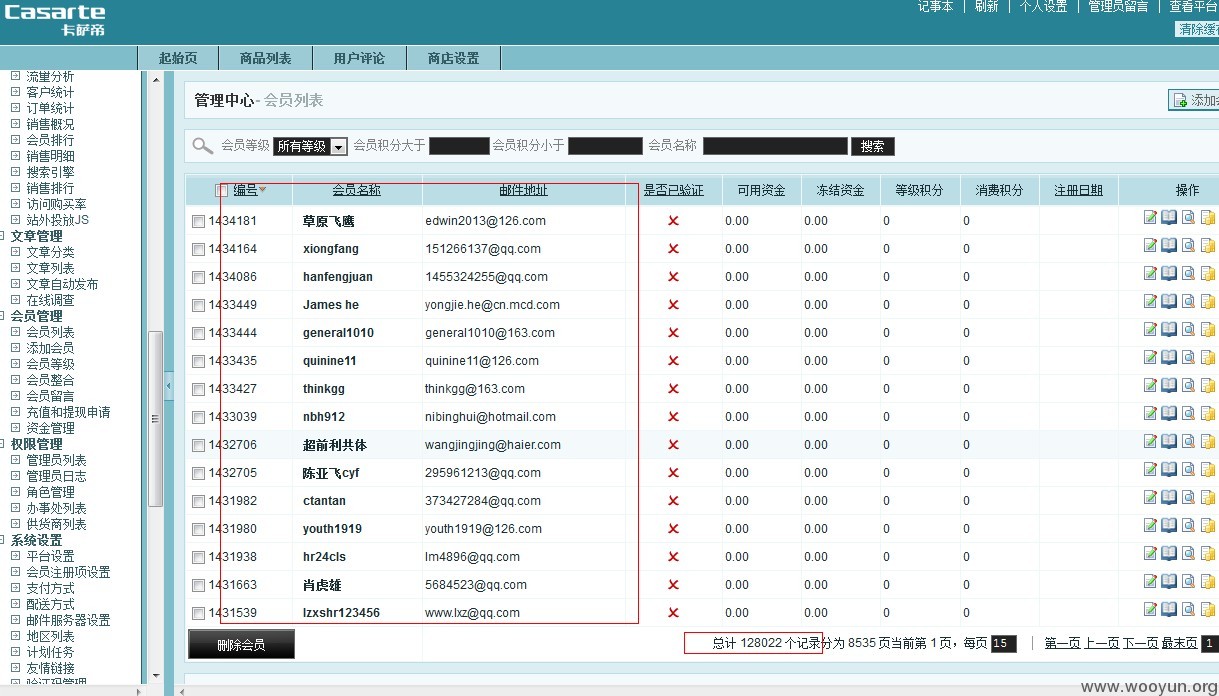 Casarte
卡萨帝
记事本 刷新 个人设置 管理员留言 查看平台
清除缓存
起始页 商品列表 用户评论 商店设置
流量分析
客户统计
订单统计
销售概况
会员排行
销售明细
搜索引擎
销售排行
访问购买率
站外投放JS
文章管理
文章分类
文章列表
文章自动发布
在线调查
会员管理
会员列表
添加会员
会员等级
会员整合
会员留言
充值和提现申请
资金管理
权限管理
管理员列表
管理员日志
角色管理
办事处列表
供货商列表
系统设置
平台设置
会员注册项设置
支付方式
配送方式
邮件服务器设置
地区列表
计划任务
友情链接
验证码管理
管理中心 - 会员列表
添加会
会员等级 所有等级 会员积分大于 会员积分小于 会员名称 搜索
编号 会员名称 邮件地址 是否已验证 可用资金 冻结资金 等级积分 消费积分 注册日期 操作
1434181 草原飞鹰 edwin2013@126.com 0.00 0.00 0 0
1434164 xiongfang 151266137@qq.com 0.00 0.00 0 0
1434086 hanfengjuan 1455324255@qq.com 0.00 0.00 0 0
1433449 James he yongjie.he@cn.mcd.com 0.00 0.00 0 0
1433444 general1010 general1010@163.com 0.00 0.00 0 0
1433435 quinine11 quinine11@126.com 0.00 0.00 0 0
1433427 thinkgg thinkgg@163.com 0.00 0.00 0 0
1433039 nbh912 nibinghui@hotmail.com 0.00 0.00 0 0
1432706 超前利共体 wangjingjing@haier.com 0.00 0.00 0 0
1432705 陈亚飞cyf 295961213@qq.com 0.00 0.00 0 0
1431982 ctantan 373427284@qq.com 0.00 0.00 0 0
1431980 youth1919 youth1919@126.com 0.00 0.00 0 0
1431938 hr24cls lm4896@qq.com 0.00 0.00 0 0
1431663 肖虎雄 5684523@qq.com 0.00 0.00 0 0
1431539 lzxshr123456 www.lxz@qq.com 0.00 0.00 0 0
删除会员
总计 128022 个记录分为 8535 页当前第 1 页，每页 15 第一页 上一页 下一页 最末页 1
www.wooyun.org